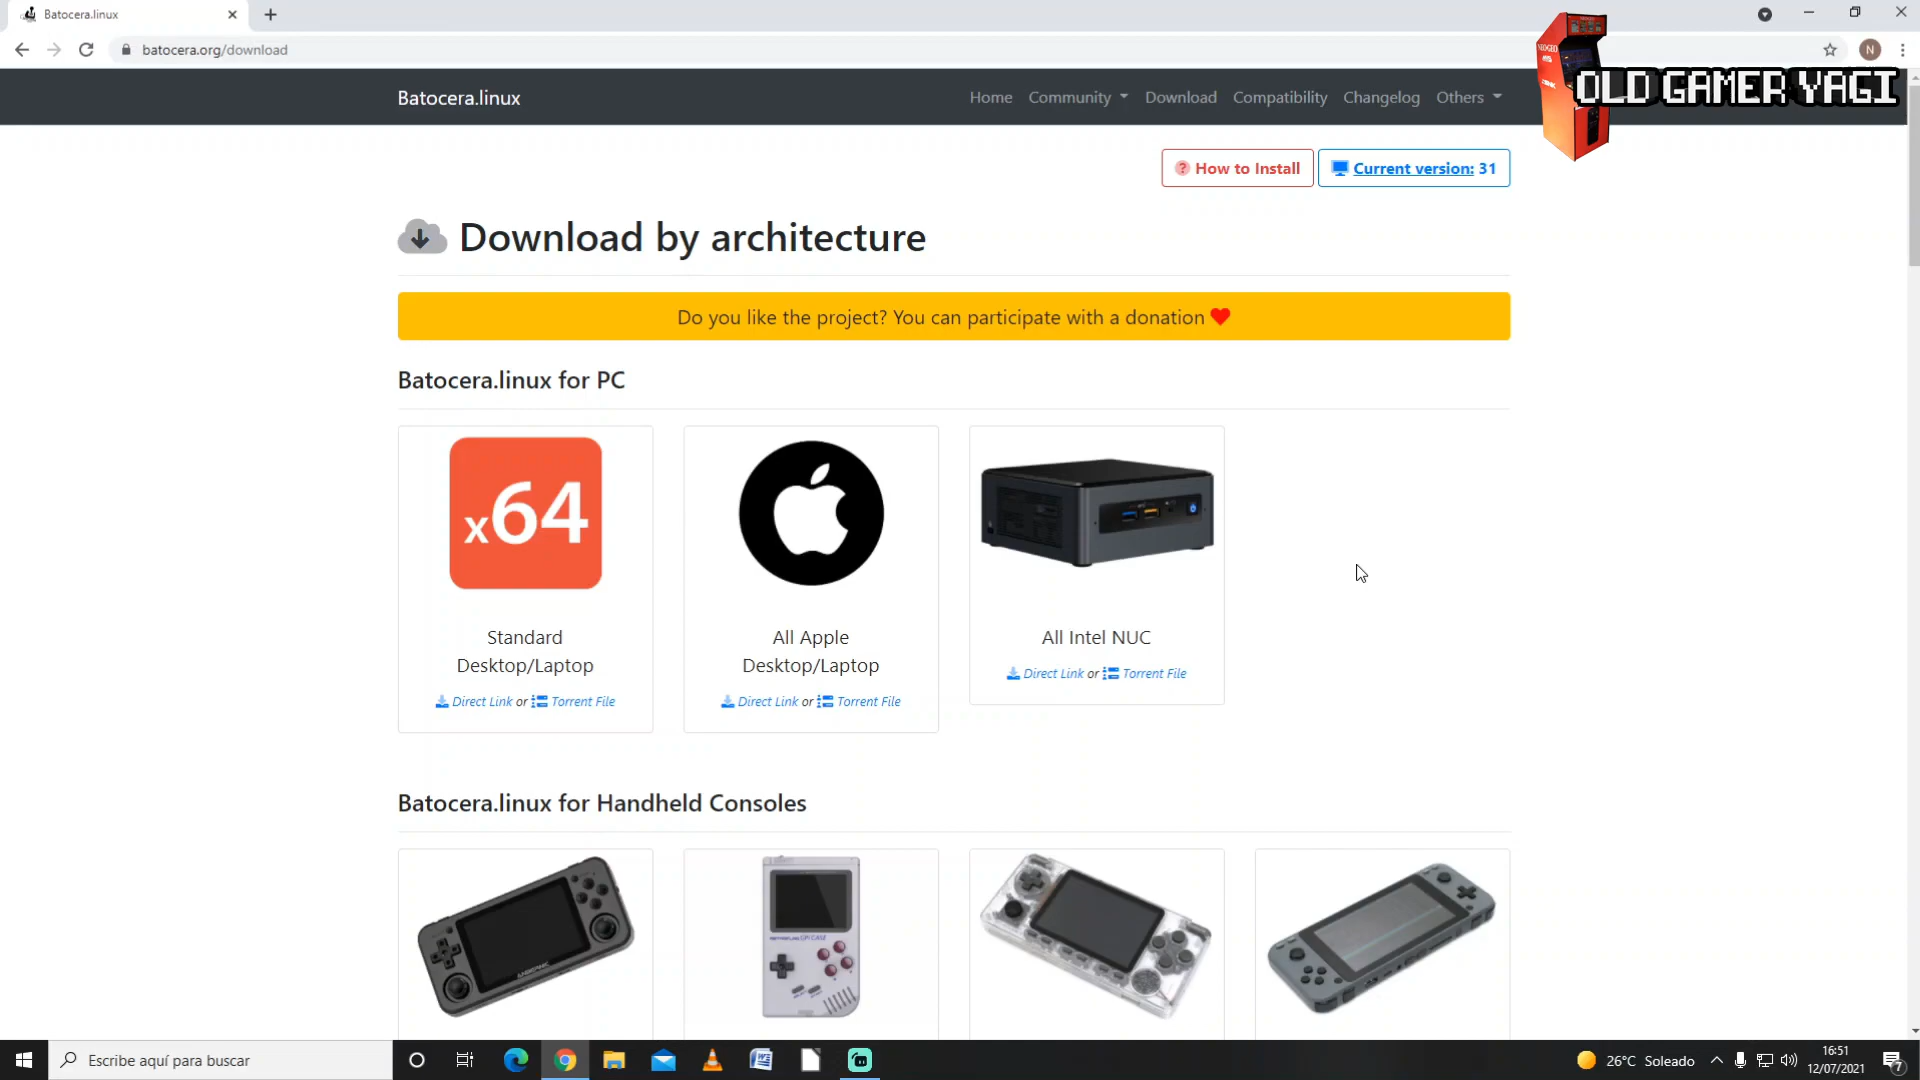 Batocera.linux
batocera.org/download
N
OLD GAMER YAGI
Batocera.linux
Home Community Download Compatibility Changelog Others
How to Install
Current version: 31
Download by architecture
Do you like the project? You can participate with a donation
Batocera.linux for PC
x64
Standard
Desktop/Laptop
Direct Link or Torrent File
All Apple
Desktop/Laptop
Direct Link or Torrent File
All Intel NUC
Direct Link or Torrent File
Batocera.linux for Handheld Consoles
Escribe aquí para buscar
26°C Soleado
16:51
12/07/2021
7